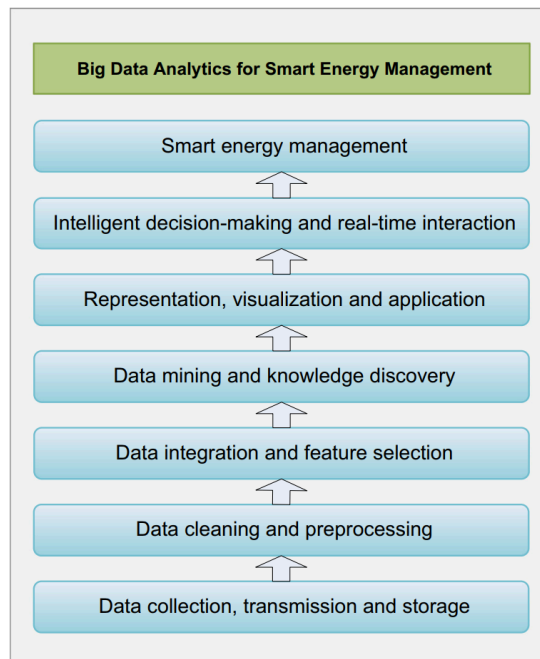 Big Data Analytics for Smart Energy Management
Smart energy management
Intelligent decision-making and real-time interaction
Representation, visualization and application
Data mining and knowledge discovery
Data integration and feature selection
Data cleaning and preprocessing
Data collection, transmission and storage